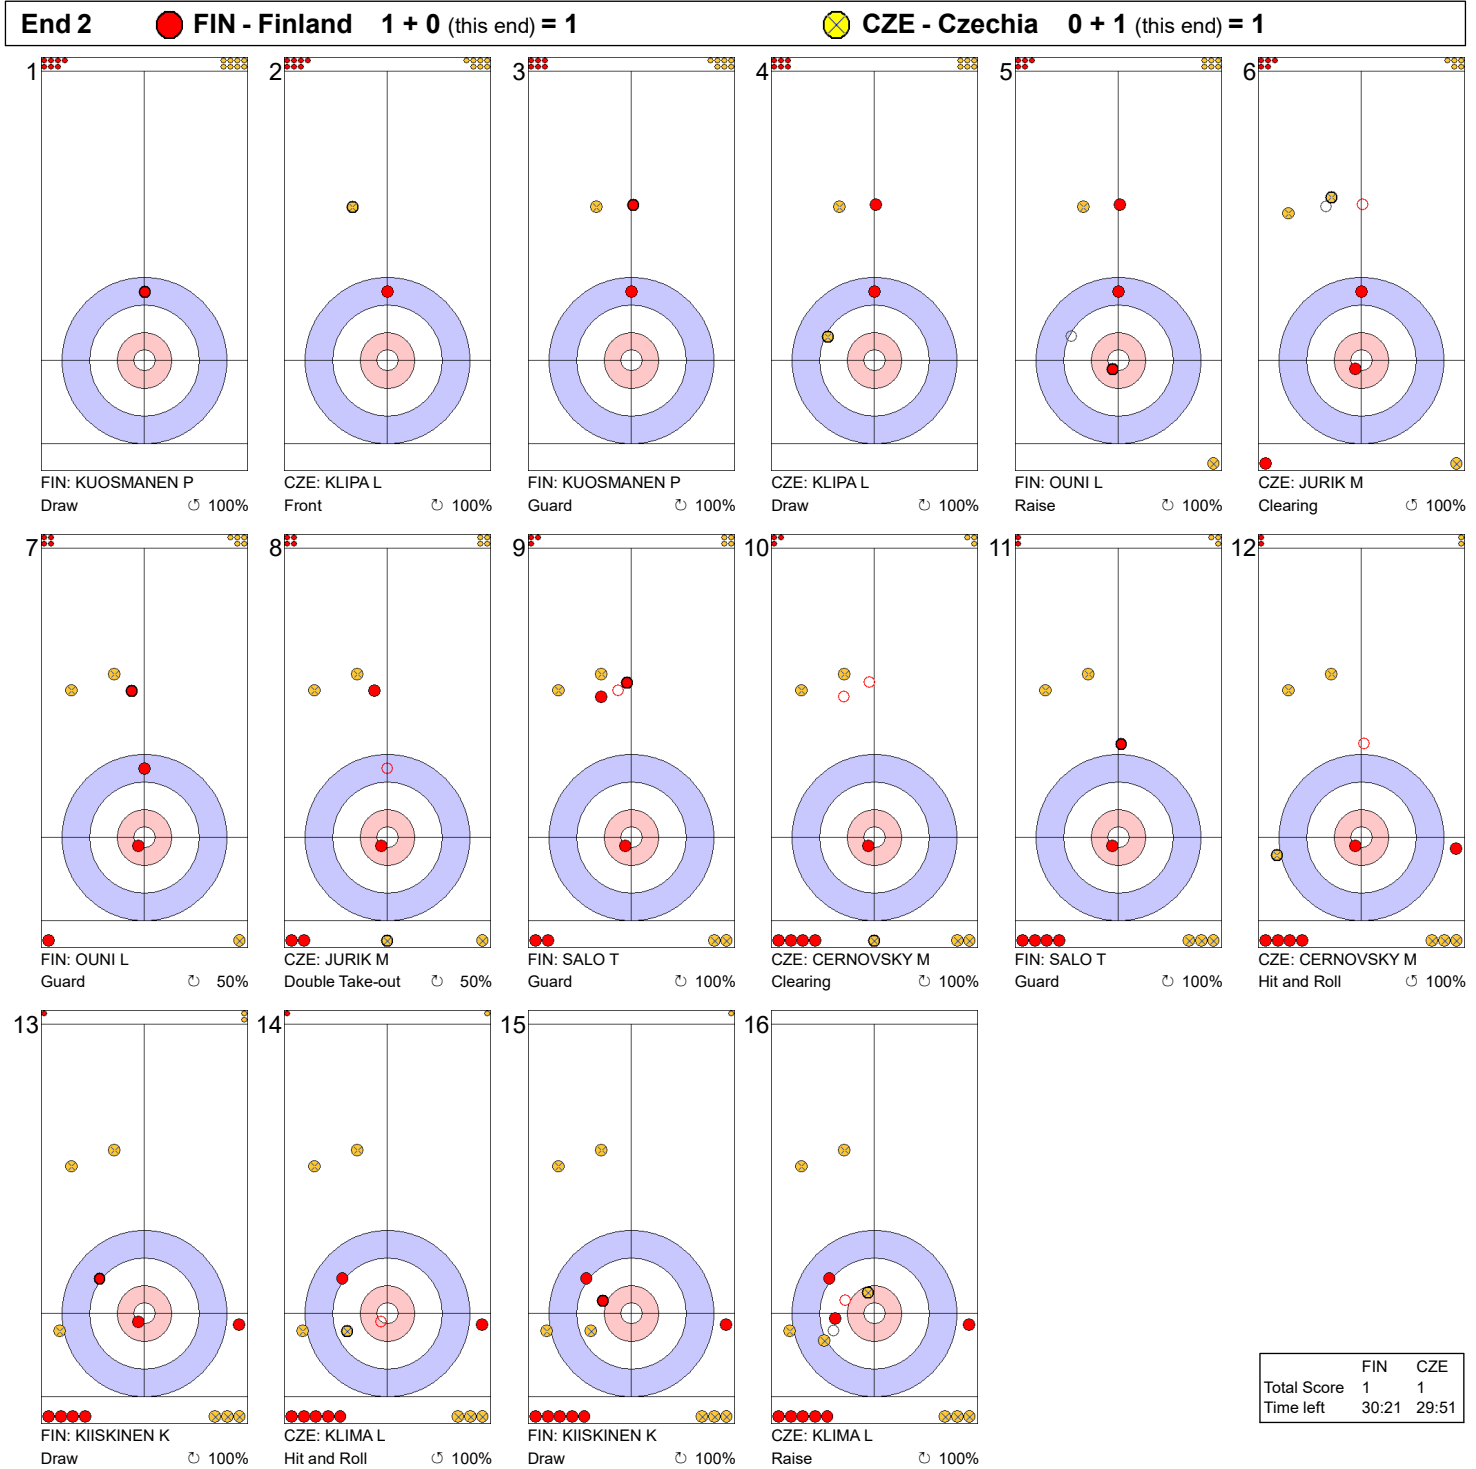 End 2 FIN - Finland 1 + 0 (this end) = 1 CZE - Czechia 0 + 1 (this end) = 1
1 2 3 4 5 6
FIN: KUOSMANEN P CZE: KLIPA L FIN: KUOSMANEN P CZE: KLIPA L FIN: OUNI L CZE: JURIK M
Draw ↺ 100% Front ↻ 100% Guard ↻ 100% Draw ↻ 100% Raise ↻ 100% Clearing ↺ 100%
7 8 9 10 11 12
FIN: OUNI L CZE: JURIK M FIN: SALO T CZE: CERNOVSKY M FIN: SALO T CZE: CERNOVSKY M
Guard ↻ 50% Double Take-out ↻ 50% Guard ↻ 100% Clearing ↻ 100% Guard ↺ 100% Hit and Roll ↺ 100%
13 14 15 16
FIN: KIISKINEN K CZE: KLIMA L FIN: KIISKINEN K CZE: KLIMA L
Draw ↻ 100% Hit and Roll ↻ 100% Draw ↻ 100% Raise ↻ 100%
FIN CZE
Total Score 1 1
Time left 30:21 29:51